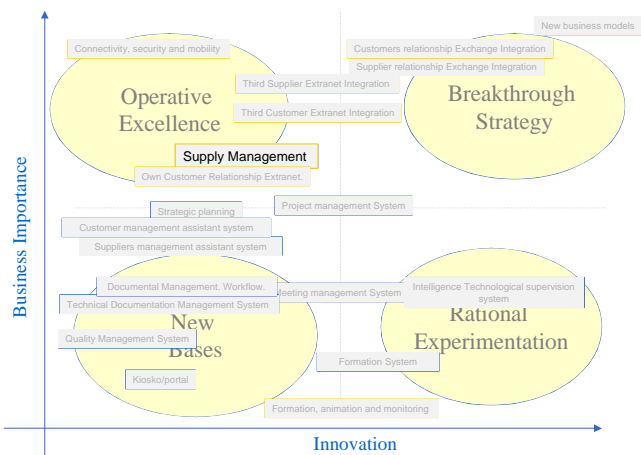 New business models
Connectivity, security and mobility
Customers relationship Exchange Integration
Supplier relationship Exchange Integration
Third Supplier Extranet Integration
Operative
Excellence
Breakthrough
Strategy
Third Customer Extranet Integration
Supply Management
Own Customer Relationship Extranet.
Project management System
Strategic planning
Customer management assistant system
Suppliers management assistant system
Business Importance
Documental Management. Workflow.
Meeting management System
Intelligence Technological supervision
system
Technical Documentation Management System
New
Bases
Rational
Experimentation
Quality Management System
Formation System
Kiosko/portal
Formation, animation and monitoring
Innovation